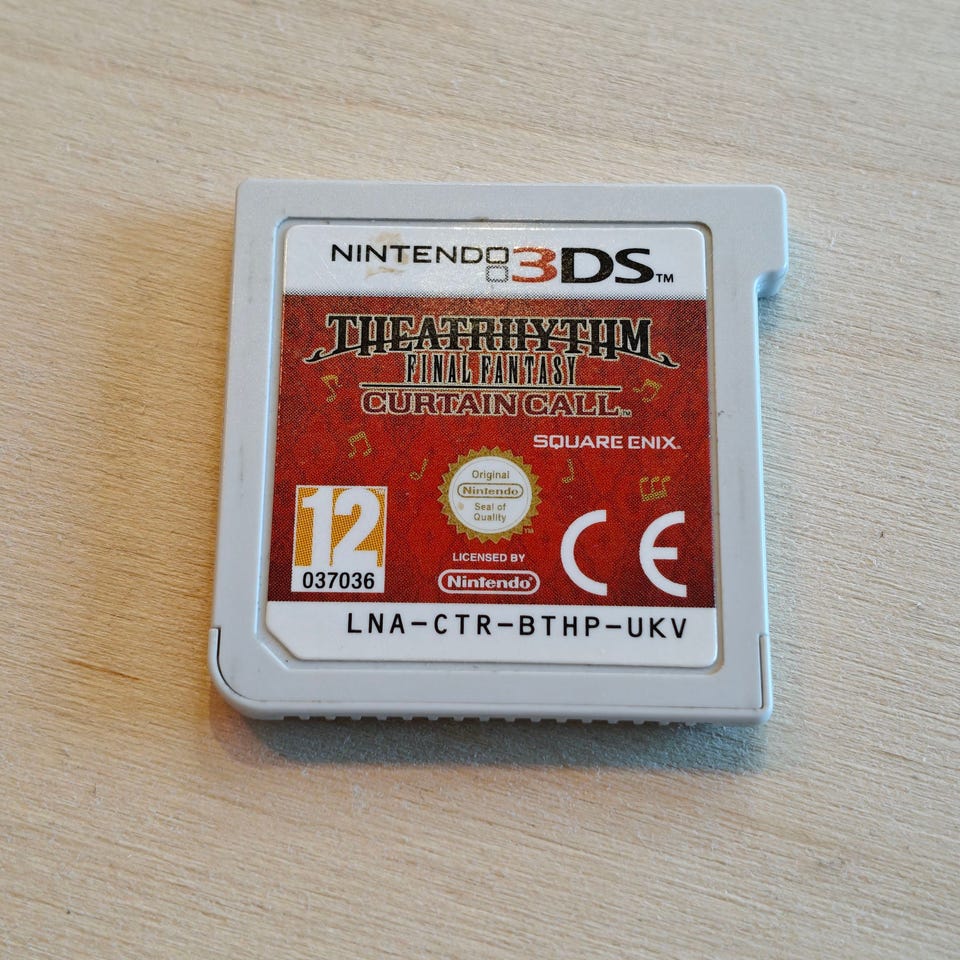 NINTENDO 3DS™
THEATRHYTHM
FINAL FANTASY
CURTAIN CALL™
SQUARE ENIX.
Original
Nintendo
Seal of
Quality
TM
12
037036
LICENSED BY
Nintendo®
CE
LNA-CTR-BTHP-UKV